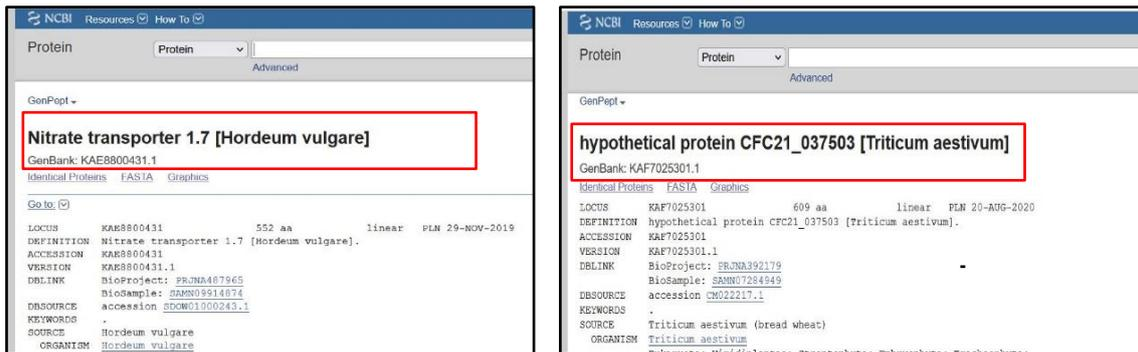 NCBI Resources How To
Protein
Protein
Advanced
GenPept
Nitrate transporter 1.7 [Hordeum vulgare]
GenBank: KAE8800431.1
Identical Proteins FASTA Graphics
Go to:
LOCUS KAE8800431 552 aa linear PLN 29-NOV-2019
DEFINITION Nitrate transporter 1.7 [Hordeum vulgare].
ACCESSION KAE8800431
VERSION KAE8800431.1
DBLINK BioProject: PRJNA487965
BioSample: SAMN09914874
DBSOURCE accession SDOW01000243.1
KEYWORDS .
SOURCE Hordeum vulgare
ORGANISM Hordeum vulgare
NCBI Resources How To
Protein
Protein
Advanced
GenPept
hypothetical protein CFC21_037503 [Triticum aestivum]
GenBank: KAF7025301.1
Identical Proteins FASTA Graphics
LOCUS KAF7025301 609 aa linear PLN 20-AUG-2020
DEFINITION hypothetical protein CFC21_037503 [Triticum aestivum].
ACCESSION KAF7025301
VERSION KAF7025301.1
DBLINK BioProject: PRJNA392179 -
BioSample: SAMN07284949
DBSOURCE accession CM022217.1
KEYWORDS .
SOURCE Triticum aestivum (bread wheat)
ORGANISM Triticum aestivum